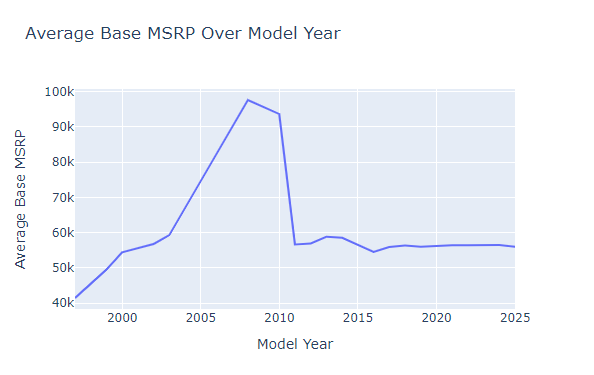 Average Base MSRP Over Model Year
100k
90k
80k
70k
60k
50k
40k
Average Base MSRP
2000
2005
2010
2015
2020
2025
Model Year